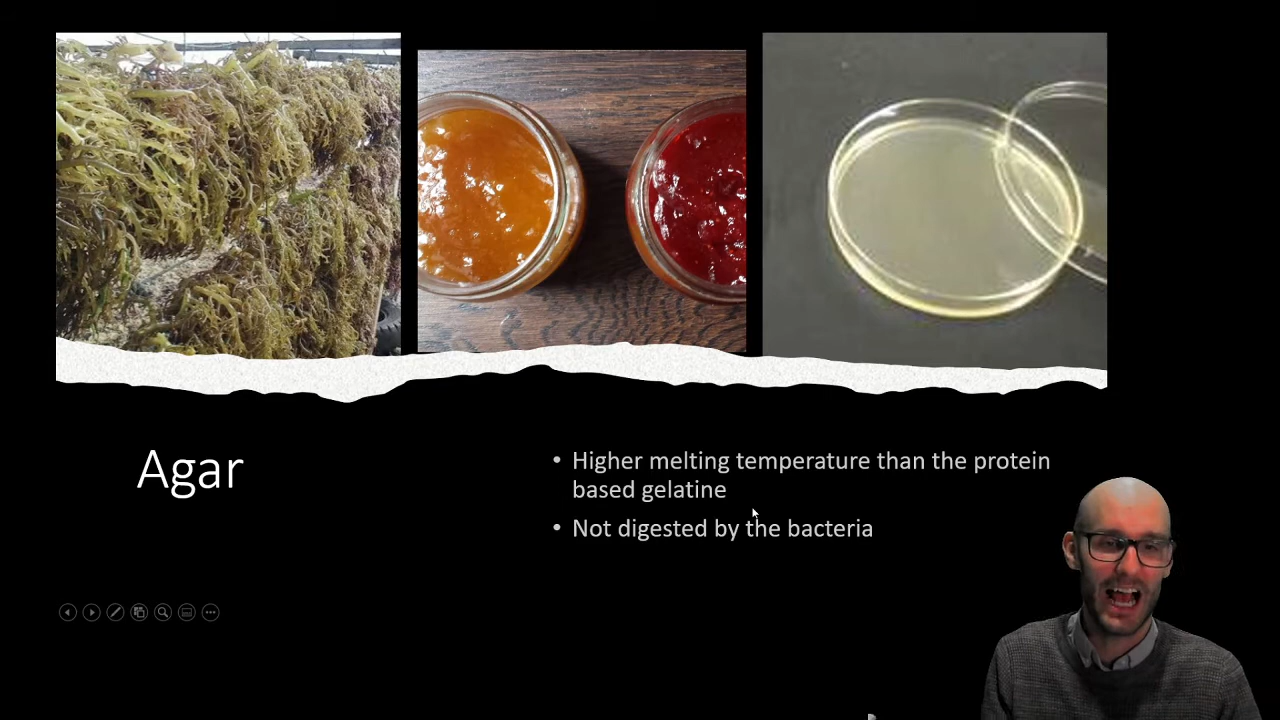 Agar
• Higher melting temperature than the protein
based gelatine
• Not digested by the bacteria